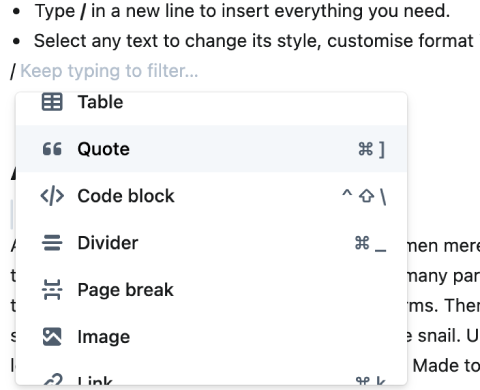 • Type / in a new line to insert everything you need.
• Select any text to change its style, customise format
/ Keep typing to filter...
Table
Quote ⌘ ]
Code block ^ ⇧ \
Divider ⌘ _
men mere
Page break
many par
rms. Ther
Image
e snail. U
Link ⌘ k
Made to